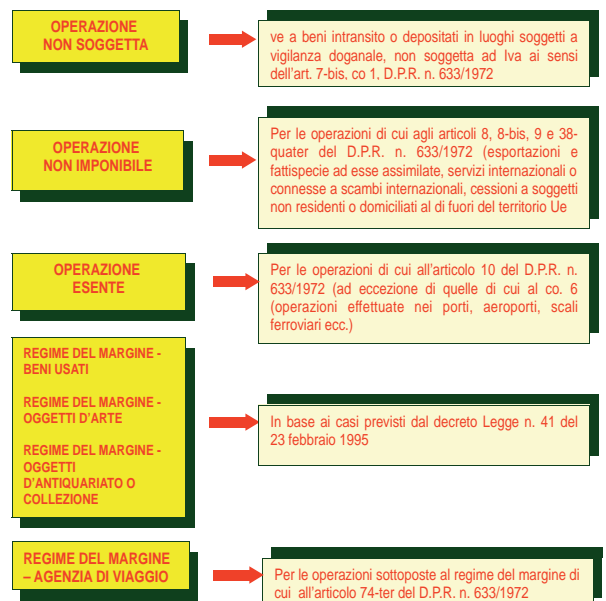 OPERAZIONE
NON SOGGETTA
ve a beni intransito o depositati in luoghi soggetti a
vigilanza doganale, non soggetta ad Iva ai sensi
dell'art. 7-bis, co 1, D.P.R. n. 633/1972
OPERAZIONE
NON IMPONIBILE
Per le operazioni di cui agli articoli 8, 8-bis, 9 e 38-
quater del D.P.R. n. 633/1972 (esportazioni e
fattispecie ad esse assimilate, servizi internazionali o
connesse a scambi internazionali, cessioni a soggetti
non residenti o domiciliati al di fuori del territorio Ue
OPERAZIONE
ESENTE
Per le operazioni di cui all'articolo 10 del D.P.R. n.
633/1972 (ad eccezione di quelle di cui al co. 6
(operazioni effettuate nei porti, aeroporti, scali
ferroviari ecc.)
REGIME DEL MARGINE -
BENI USATI
REGIME DEL MARGINE -
OGGETTI D'ARTE
REGIME DEL MARGINE -
OGGETTI
D'ANTIQUARIATO O
COLLEZIONE
In base ai casi previsti dal decreto Legge n. 41 del
23 febbraio 1995
REGIME DEL MARGINE
– AGENZIA DI VIAGGIO
Per le operazioni sottoposte al regime del margine di
cui all'articolo 74-ter del D.P.R. n. 633/1972